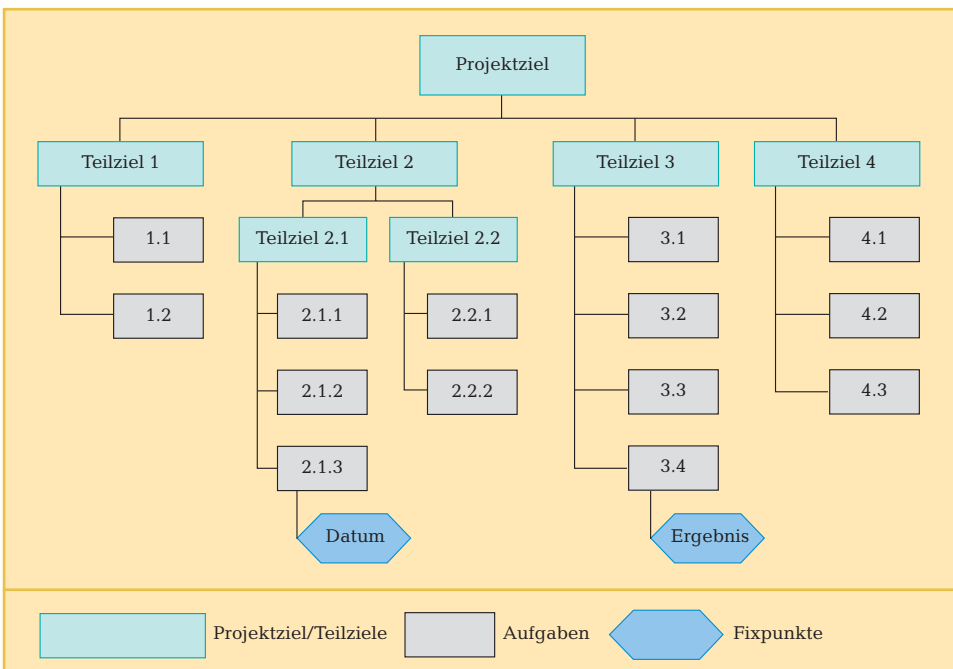 Projektziel
Teilziel 1
Teilziel 2
Teilziel 3
Teilziel 4
1.1
Teilziel 2.1
Teilziel 2.2
3.1
4.1
1.2
2.1.1
2.2.1
3.2
4.2
2.1.2
2.2.2
3.3
4.3
2.1.3
3.4
Datum
Ergebnis
Projektziel/Teilziele
Aufgaben
Fixpunkte